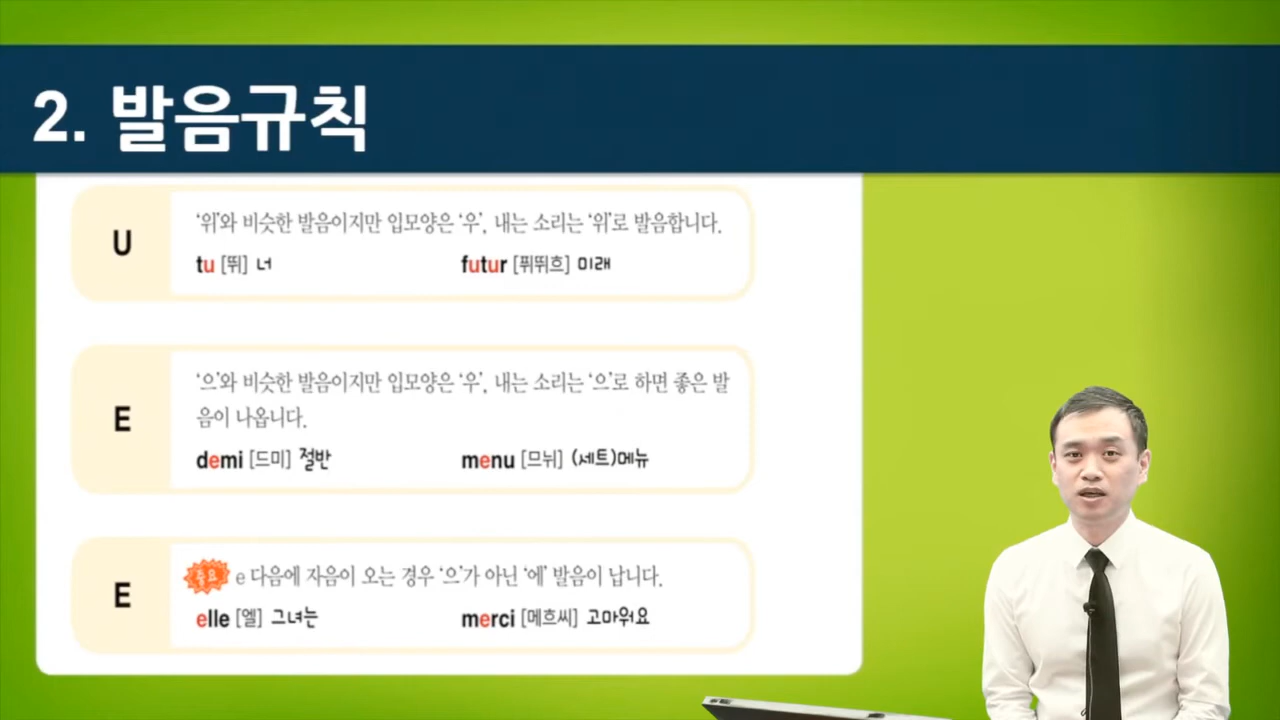 2. 발음규칙
U
‘위’와 비슷한 발음이지만 입모양은 ‘우’, 내는 소리는 ‘위’로 발음합니다.
tu [뛰] 너 futur [퓌뛰흐] 미래
E
‘으’와 비슷한 발음이지만 입모양은 ‘우’, 내는 소리는 ‘으’로 하면 좋은 발
음이 나옵니다.
demi [드미] 절반 menu [므뉘] (세트)메뉴
E
중요 e 다음에 자음이 오는 경우 ‘으’가 아닌 ‘에’ 발음이 납니다.
elle [엘] 그녀는 merci [메흐씨] 고마워요